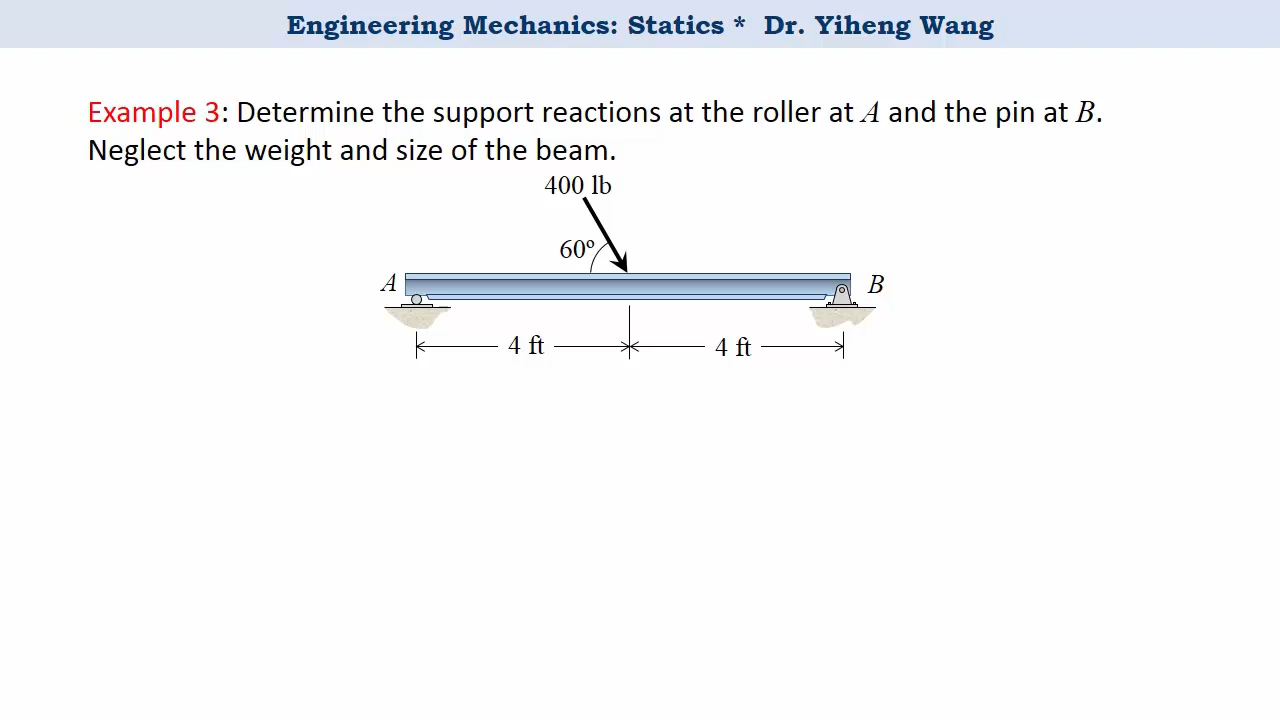 Engineering Mechanics: Statics * Dr. Yiheng Wang
Example 3: Determine the support reactions at the roller at A and the pin at B.
Neglect the weight and size of the beam.
400 lb
60º
A
B
4 ft
4 ft